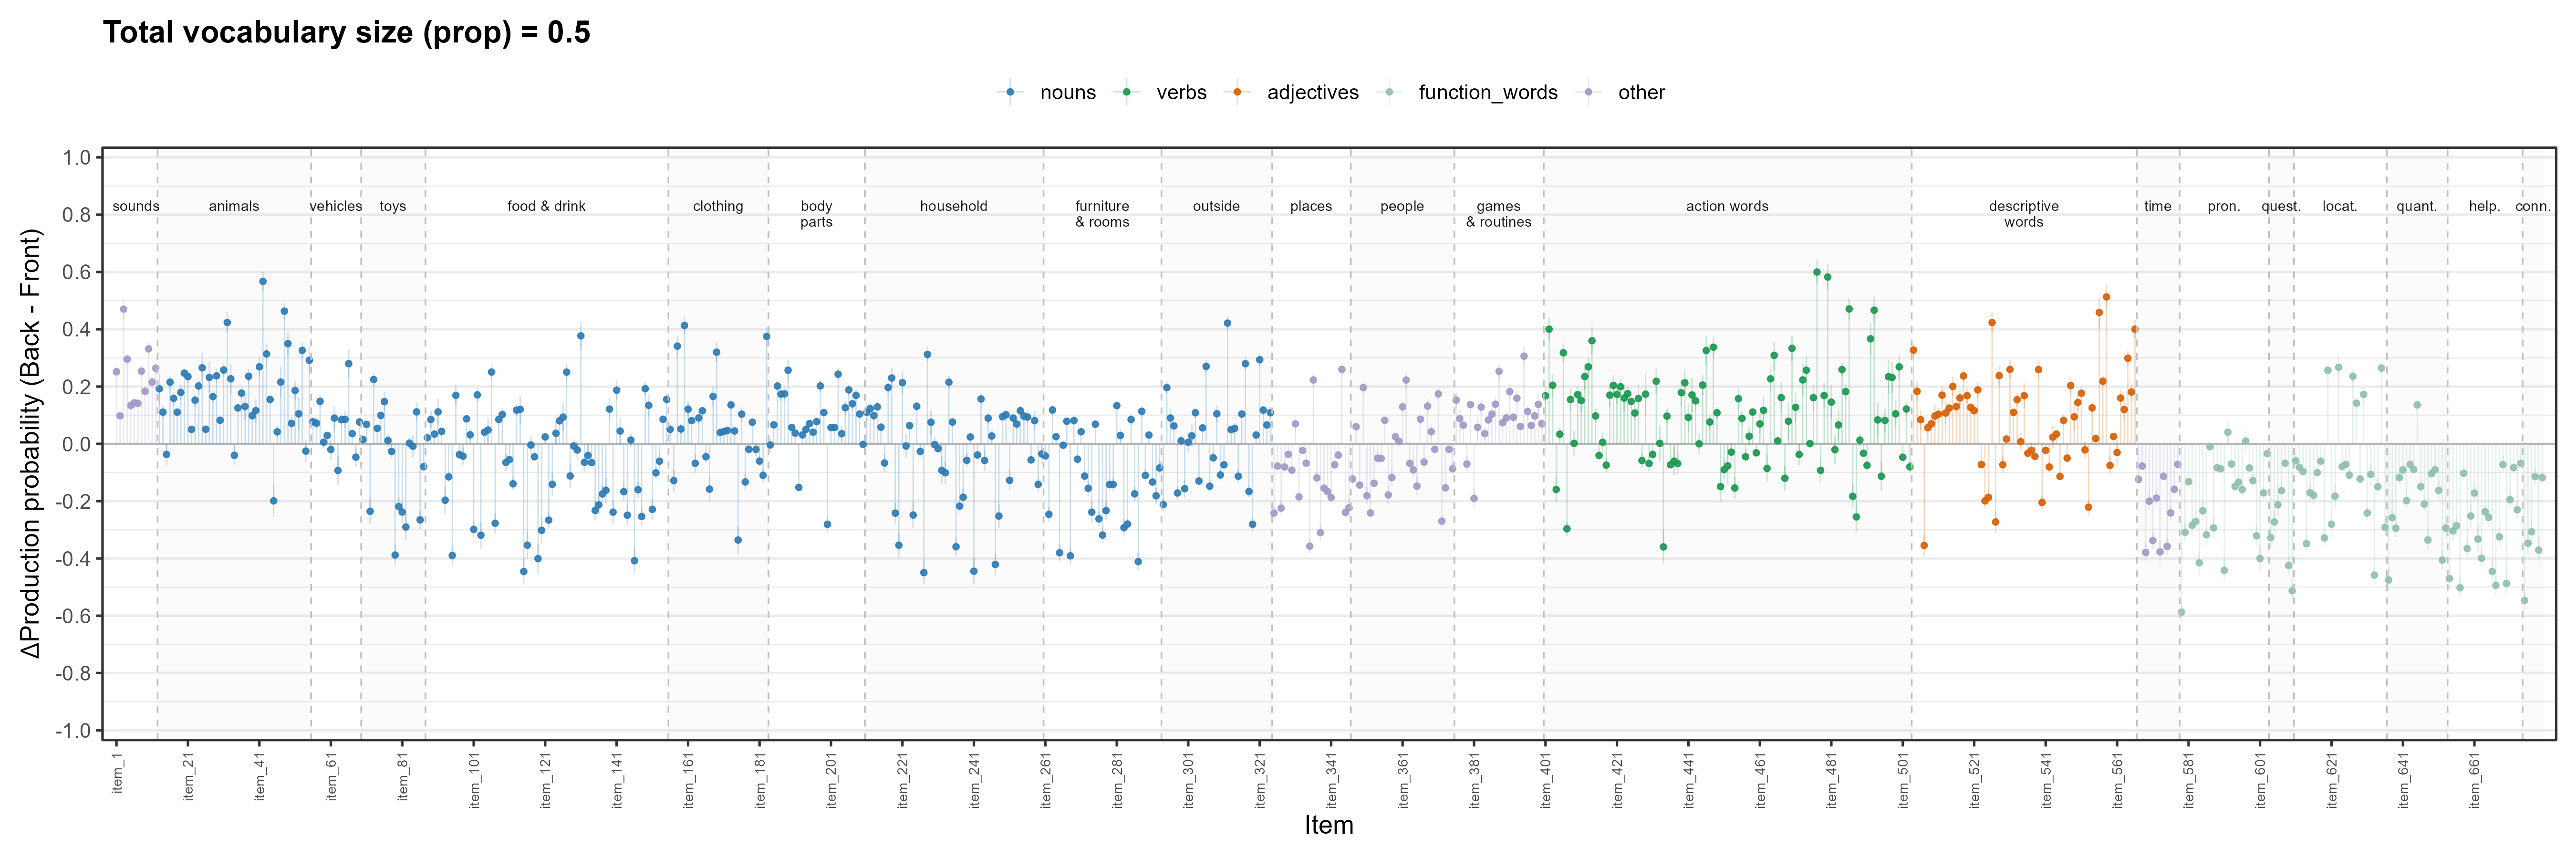 Total vocabulary size (prop) = 0.5
nouns verbs adjectives function_words other
ΔProduction probability (Back - Front)
1.0
0.8
0.6
0.4
0.2
0.0
-0.2
-0.4
-0.6
-0.8
-1.0
sounds animals vehicles toys food & drink clothing body parts household furniture & rooms outside places people games & routines action words descriptive words time pron. quest. locat. quant. help. conn.
item_1 item_21 item_41 item_61 item_81 item_101 item_121 item_141 item_161 item_181 item_201 item_221 item_241 item_261 item_281 item_301 item_321 item_341 item_361 item_381 item_401 item_421 item_441 item_461 item_481 item_501 item_521 item_541 item_561 item_581 item_601 item_621 item_641 item_661
Item